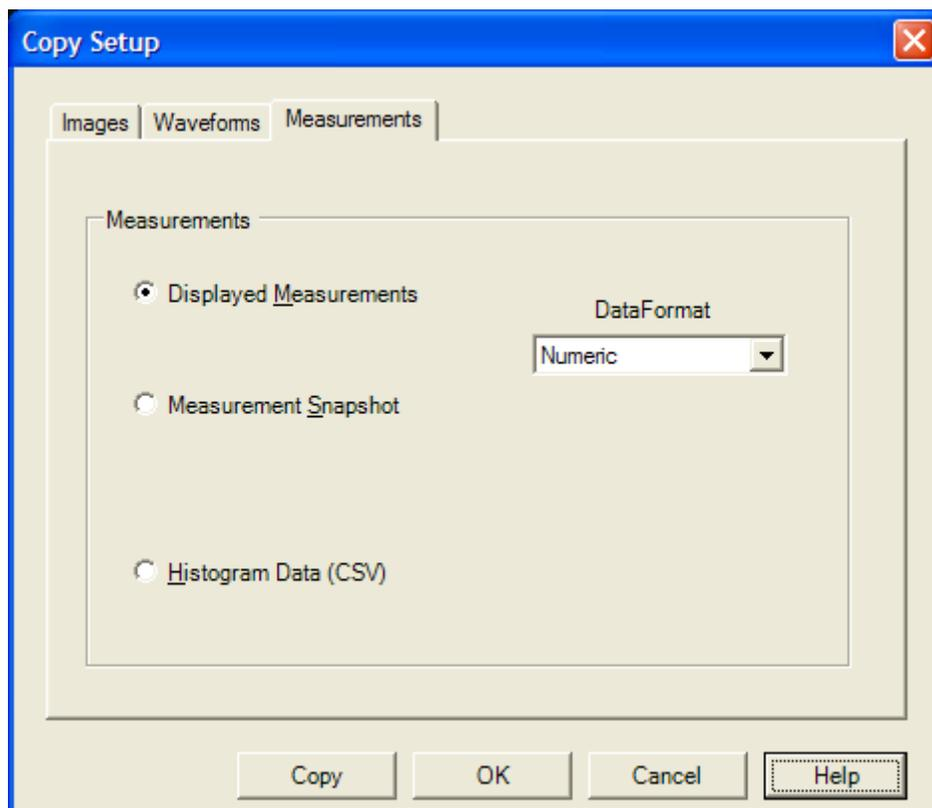 Copy Setup
Images
Waveforms
Measurements
Measurements
Displayed Measurements
DataFormat
Numeric
Measurement Snapshot
Histogram Data (CSV)
Copy
OK
Cancel
Help